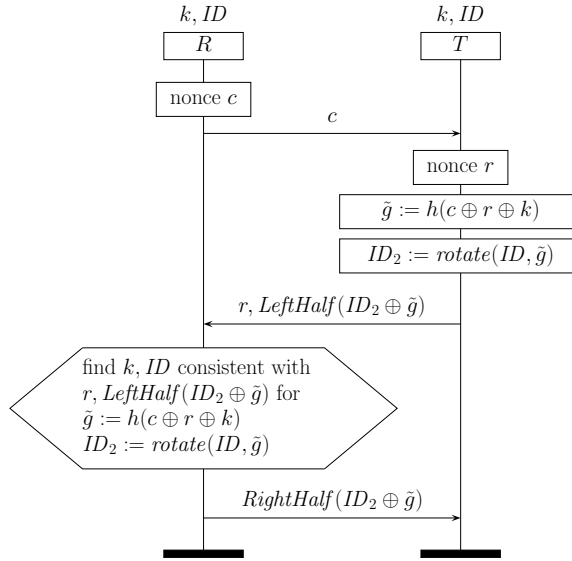 k, ID
k, ID
R
T
nonce c
c
nonce r
g̃ := h(c ⊕ r ⊕ k)
ID₂ := rotate(ID, g̃)
r, LeftHalf(ID₂ ⊕ g̃)
find k, ID consistent with
r, LeftHalf(ID₂ ⊕ g̃) for
g̃ := h(c ⊕ r ⊕ k)
ID₂ := rotate(ID, g̃)
RightHalf(ID₂ ⊕ g̃)